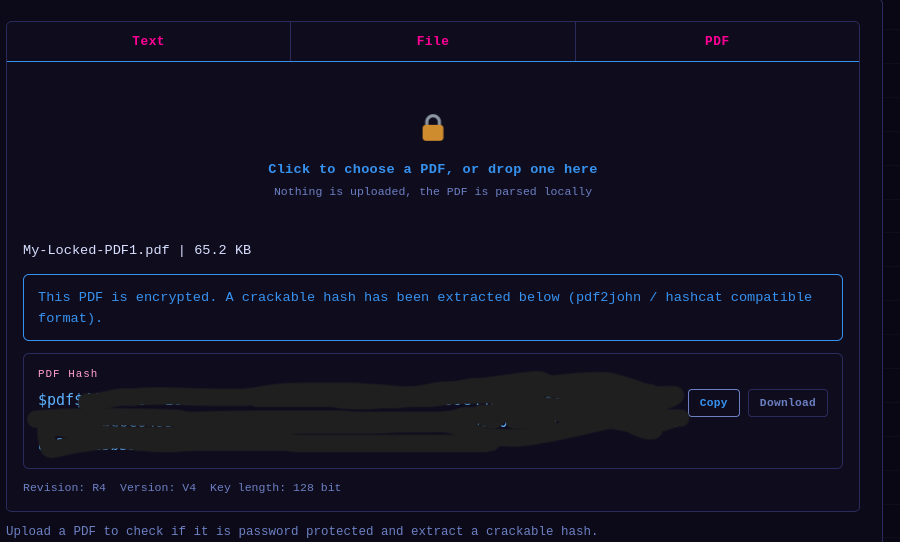 Text File PDF
Click to choose a PDF, or drop one here
Nothing is uploaded, the PDF is parsed locally
My-Locked-PDF1.pdf | 65.2 KB
This PDF is encrypted. A crackable hash has been extracted below (pdf2john / hashcat compatible
format).
PDF Hash
$pdf$
Copy Download
Revision: R4 Version: V4 Key length: 128 bit
Upload a PDF to check if it is password protected and extract a crackable hash.